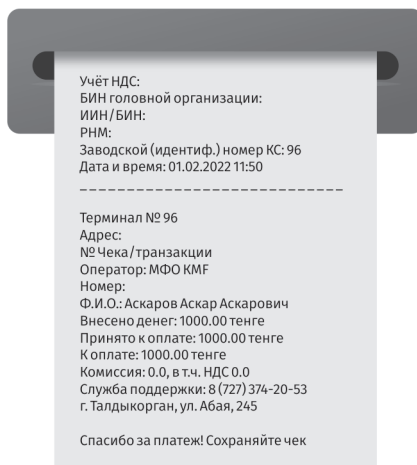 Учёт НДС:
БИН головной организации:
ИИН/БИН:
РНМ:
Заводской (идентиф.) номер КС: 96
Дата и время: 01.02.2022 11:50
_ _ _ _ _ _ _ _ _ _ _ _ _ _ _ _ _ _ _ _ _ _ _ _ _ _ _ _
Терминал № 96
Адрес:
№ Чека/транзакции
Оператор: МФО KMF
Номер:
Ф.И.О.: Аскаров Аскар Аскарович
Внесено денег: 1000.00 тенге
Принято к оплате: 1000.00 тенге
К оплате: 1000.00 тенге
Комиссия: 0.0, в т.ч. НДС 0.0
Служба поддержки: 8 (727) 374-20-53
г. Талдыкорган, ул. Абая, 245
Спасибо за платеж! Сохраняйте чек